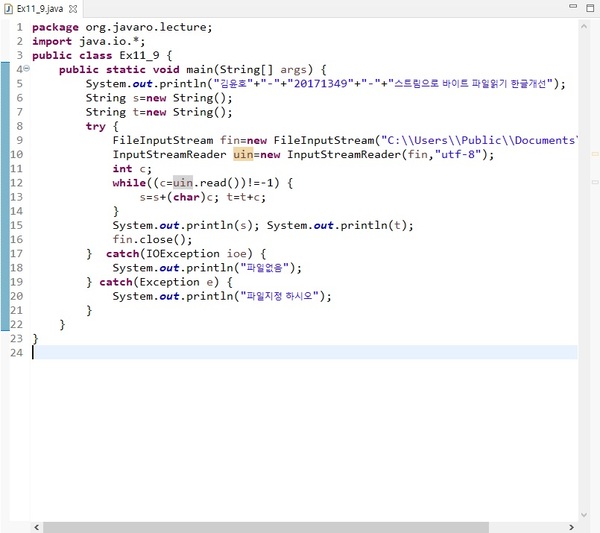 Ex11_9.java
1 package org.javaro.lecture;
2 import java.io.*;
3 public class Ex11_9 {
4 public static void main(String[] args) {
5 System.out.println("김윤호"+"-"+"20171349"+"-"+"스트림으로 바이트 파일읽기 한글개선");
6 String s=new String();
7 String t=new String();
8 try {
9 FileInputStream fin=new FileInputStream("C:\\Users\\Public\\Documents\
10 InputStreamReader uin=new InputStreamReader(fin,"utf-8");
11 int c;
12 while((c=uin.read())!=-1) {
13 s=s+(char)c; t=t+c;
14 }
15 System.out.println(s); System.out.println(t);
16 fin.close();
17 } catch(IOException ioe) {
18 System.out.println("파일없음");
19 } catch(Exception e) {
20 System.out.println("파일지정 하시오");
21 }
22 }
23 }
24